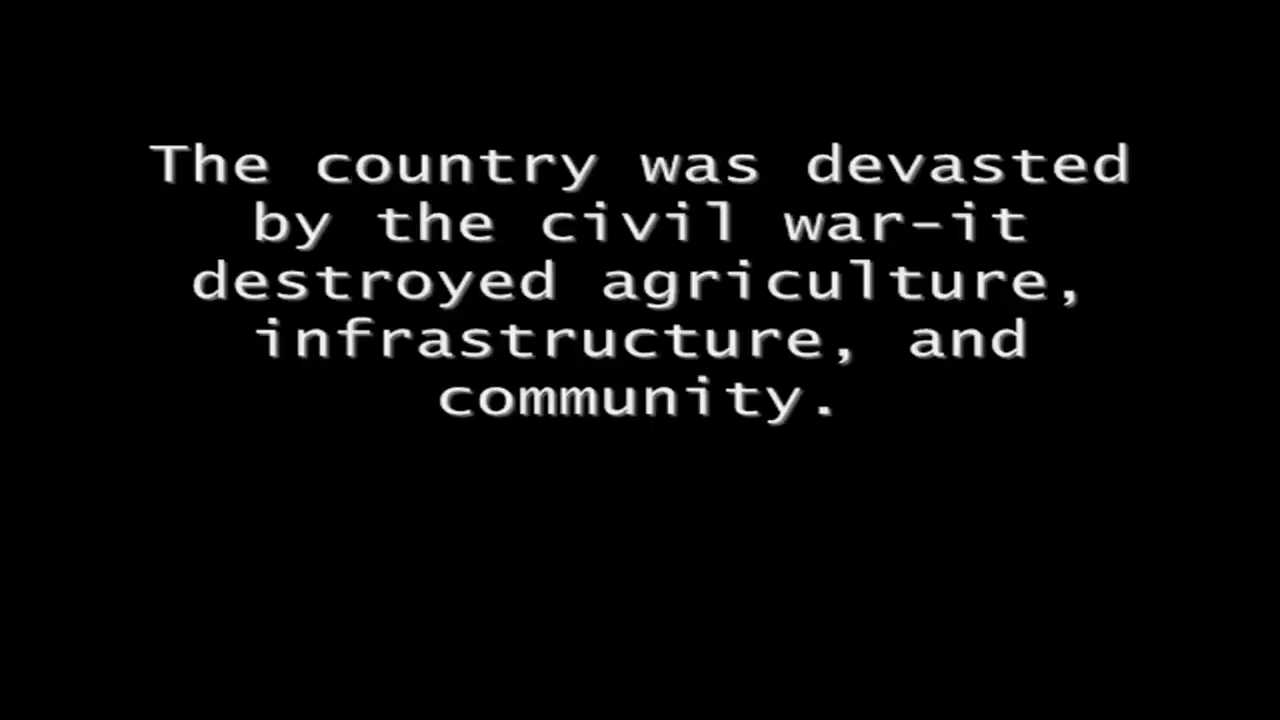 The country was devasted
by the civil war-it
destroyed agriculture,
infrastructure, and
community.